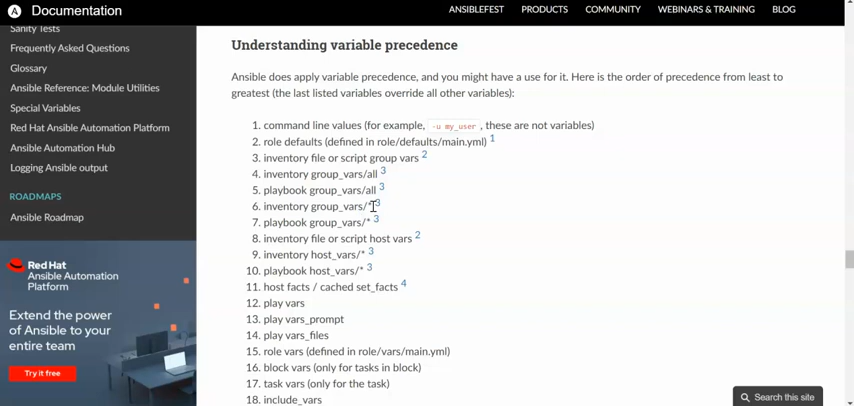 A Documentation
ANSIBLEFEST PRODUCTS COMMUNITY WEBINARS & TRAINING BLOG
Sanity Tests
Frequently Asked Questions
Glossary
Ansible Reference: Module Utilities
Special Variables
Red Hat Ansible Automation Platform
Ansible Automation Hub
Logging Ansible output
ROADMAPS
Ansible Roadmap
Red Hat
Ansible Automation
Platform
Extend the power
of Ansible to your
entire team
Try it free
Understanding variable precedence
Ansible does apply variable precedence, and you might have a use for it. Here is the order of precedence from least to
greatest (the last listed variables override all other variables):
1. command line values (for example, -u my_user , these are not variables)
2. role defaults (defined in role/defaults/main.yml) 1
3. inventory file or script group vars 2
4. inventory group_vars/all 3
5. playbook group_vars/all 3
6. inventory group_vars/* 3
7. playbook group_vars/* 3
8. inventory file or script host vars 2
9. inventory host_vars/* 3
10. playbook host_vars/* 3
11. host facts / cached set_facts 4
12. play vars
13. play vars_prompt
14. play vars_files
15. role vars (defined in role/vars/main.yml)
16. block vars (only for tasks in block)
17. task vars (only for the task)
18. include_vars
Search this site